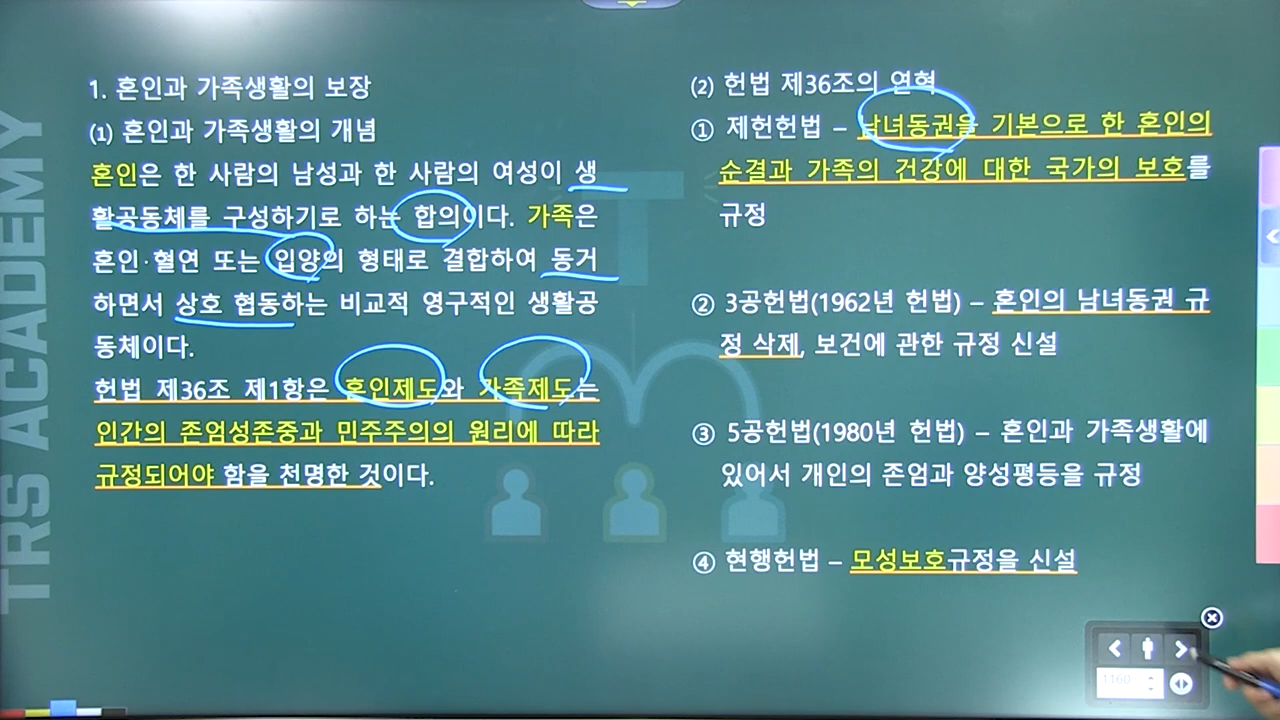 1. 혼인과 가족생활의 보장
(1) 혼인과 가족생활의 개념
혼인은 한 사람의 남성과 한 사람의 여성이 생
활공동체를 구성하기로 하는 합의이다. 가족은
혼인·혈연 또는 입양의 형태로 결합하여 동거
하면서 상호 협동하는 비교적 영구적인 생활공
동체이다.
헌법 제36조 제1항은 혼인제도와 가족제도는
인간의 존엄성존중과 민주주의의 원리에 따라
규정되어야 함을 천명한 것이다.
(2) 헌법 제36조의 연혁
① 제헌헌법 – 남녀동권을 기본으로 한 혼인의
순결과 가족의 건강에 대한 국가의 보호를
규정
② 3공헌법(1962년 헌법) – 혼인의 남녀동권 규
정 삭제, 보건에 관한 규정 신설
③ 5공헌법(1980년 헌법) – 혼인과 가족생활에
있어서 개인의 존엄과 양성평등을 규정
④ 현행헌법 – 모성보호규정을 신설
TRS ACADEMY
1160